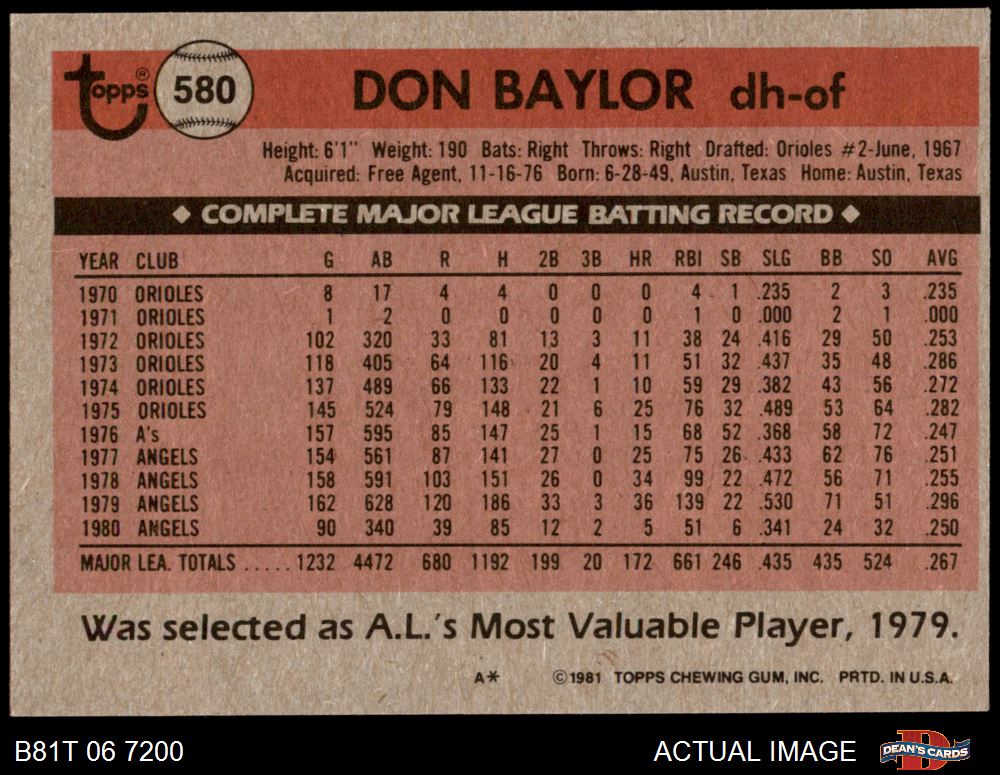 Topps® 580 DON BAYLOR dh-of
Height: 6'1" Weight: 190 Bats: Right Throws: Right Drafted: Orioles #2-June, 1967
Acquired: Free Agent, 11-16-76 Born: 6-28-49, Austin, Texas Home: Austin, Texas
◆ COMPLETE MAJOR LEAGUE BATTING RECORD ◆
YEAR CLUB G AB R H 2B 3B HR RBI SB SLG BB SO AVG
1970 ORIOLES 8 17 4 4 0 0 0 4 1 .235 2 3 .235
1971 ORIOLES 1 2 0 0 0 0 0 1 0 .000 2 1 .000
1972 ORIOLES 102 320 33 81 13 3 11 38 24 .416 29 50 .253
1973 ORIOLES 118 405 64 116 20 4 11 51 32 .437 35 48 .286
1974 ORIOLES 137 489 66 133 22 1 10 59 29 .382 43 56 .272
1975 ORIOLES 145 524 79 148 21 6 25 76 32 .489 53 64 .282
1976 A's 157 595 85 147 25 1 15 68 52 .368 58 72 .247
1977 ANGELS 154 561 87 141 27 0 25 75 26 .433 62 76 .251
1978 ANGELS 158 591 103 151 26 0 34 99 22 .472 56 71 .255
1979 ANGELS 162 628 120 186 33 3 36 139 22 .530 71 51 .296
1980 ANGELS 90 340 39 85 12 2 5 51 6 .341 24 32 .250
MAJOR LEA. TOTALS ..... 1232 4472 680 1192 199 20 172 661 246 .435 435 524 .267
Was selected as A.L.'s Most Valuable Player, 1979.
A* ©1981 TOPPS CHEWING GUM, INC. PRTD. IN U.S.A.
B81T 06 7200 ACTUAL IMAGE D DEAN'S CARDS